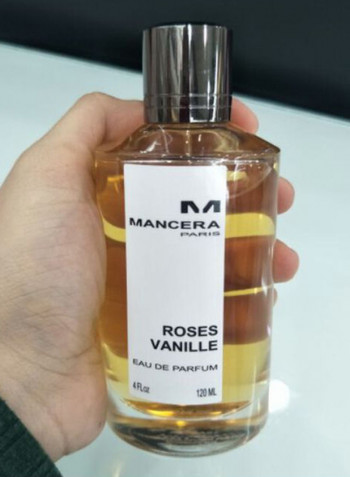 MANCERA
PARIS
ROSES
VANILLE
EAU DE PARFUM
4 Fl.oz 120 ML